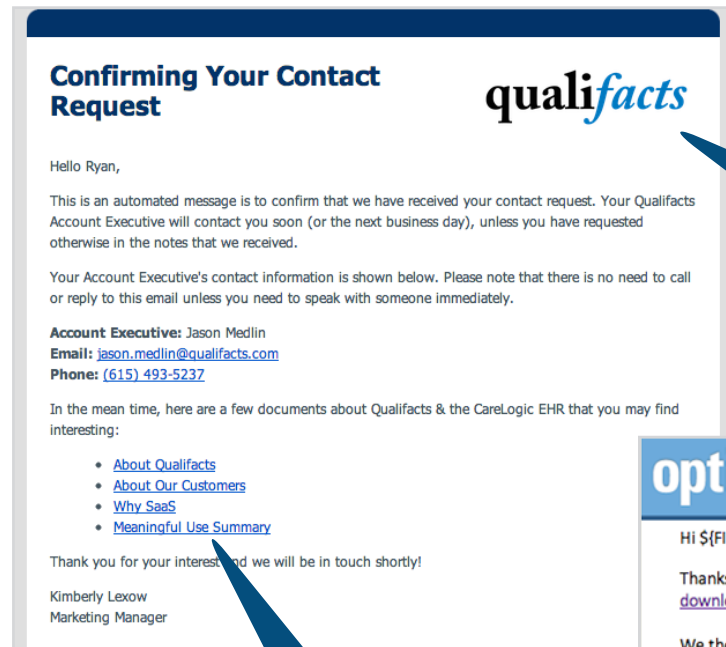 Confirming Your Contact
Request
qualifacts
Hello Ryan,
This is an automated message is to confirm that we have received your contact request. Your Qualifacts
Account Executive will contact you soon (or the next business day), unless you have requested
otherwise in the notes that we received.
Your Account Executive's contact information is shown below. Please note that there is no need to call
or reply to this email unless you need to speak with someone immediately.
Account Executive: Jason Medlin
Email: jason.medlin@qualifacts.com
Phone: (615) 493-5237
In the mean time, here are a few documents about Qualifacts & the CareLogic EHR that you may find
interesting:
• About Qualifacts
• About Our Customers
• Why SaaS
• Meaningful Use Summary
Thank you for your interest and we will be in touch shortly!
Kimberly Lexow
Marketing Manager
opt
Hi ${FI
Thanks
downl
We the